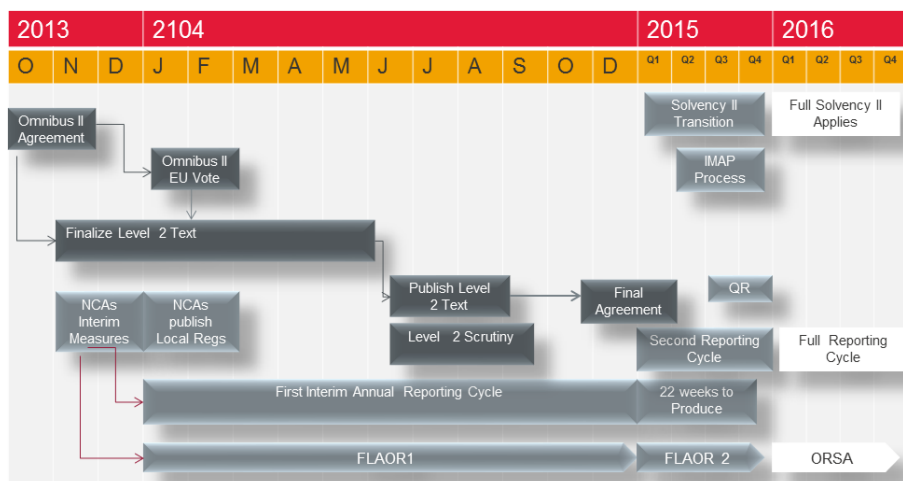 2013 2104 2015 2016
O N D J F M A M J J A S O D Q1 Q2 Q3 Q4 Q1 Q2 Q3 Q4
Omnibus II
Agreement
Solvency II
Transition
Full Solvency II
Applies
Omnibus II
EU Vote
IMAP
Process
Finalize Level 2 Text
Publish Level
2 Text
Final
Agreement
QR
NCAs
Interim
Measures
NCAs
publish
Local Regs
Level 2 Scrutiny
Second Reporting
Cycle
Full Reporting
Cycle
First Interim Annual Reporting Cycle
22 weeks to
Produce
FLAOR1
FLAOR 2
ORSA